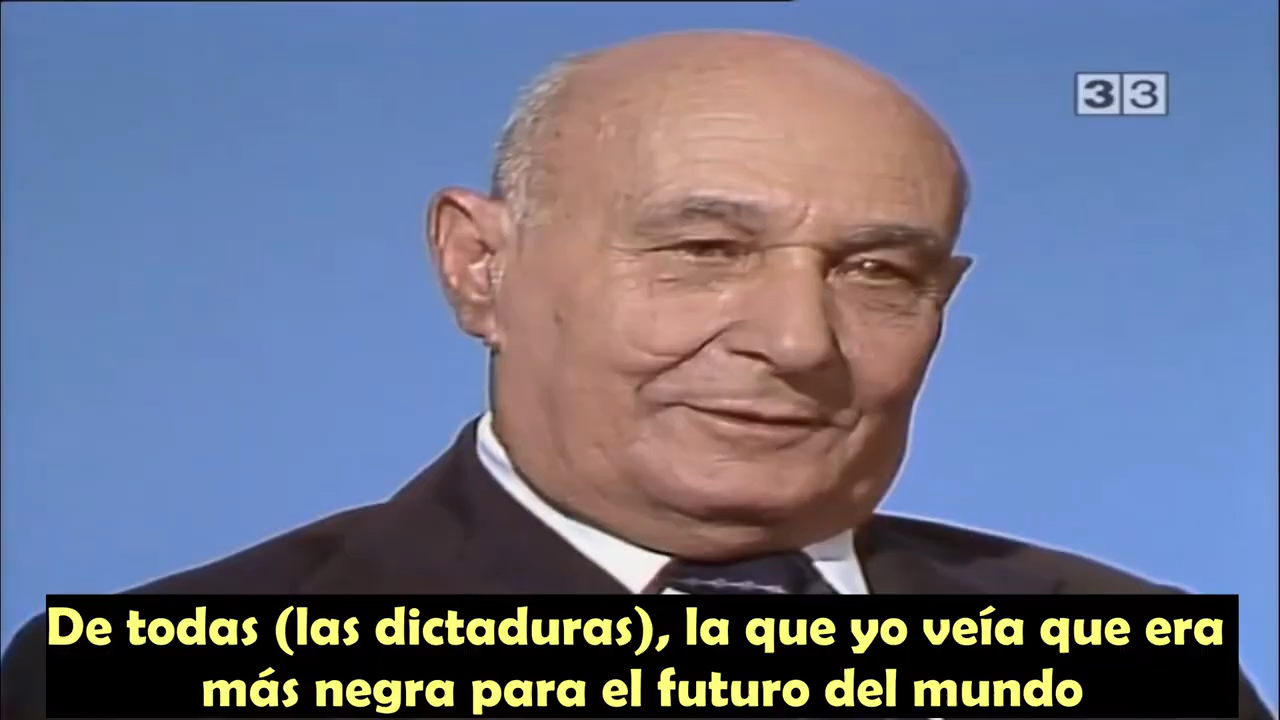 33
De todas (las dictaduras), la que yo veía que era
más negra para el futuro del mundo